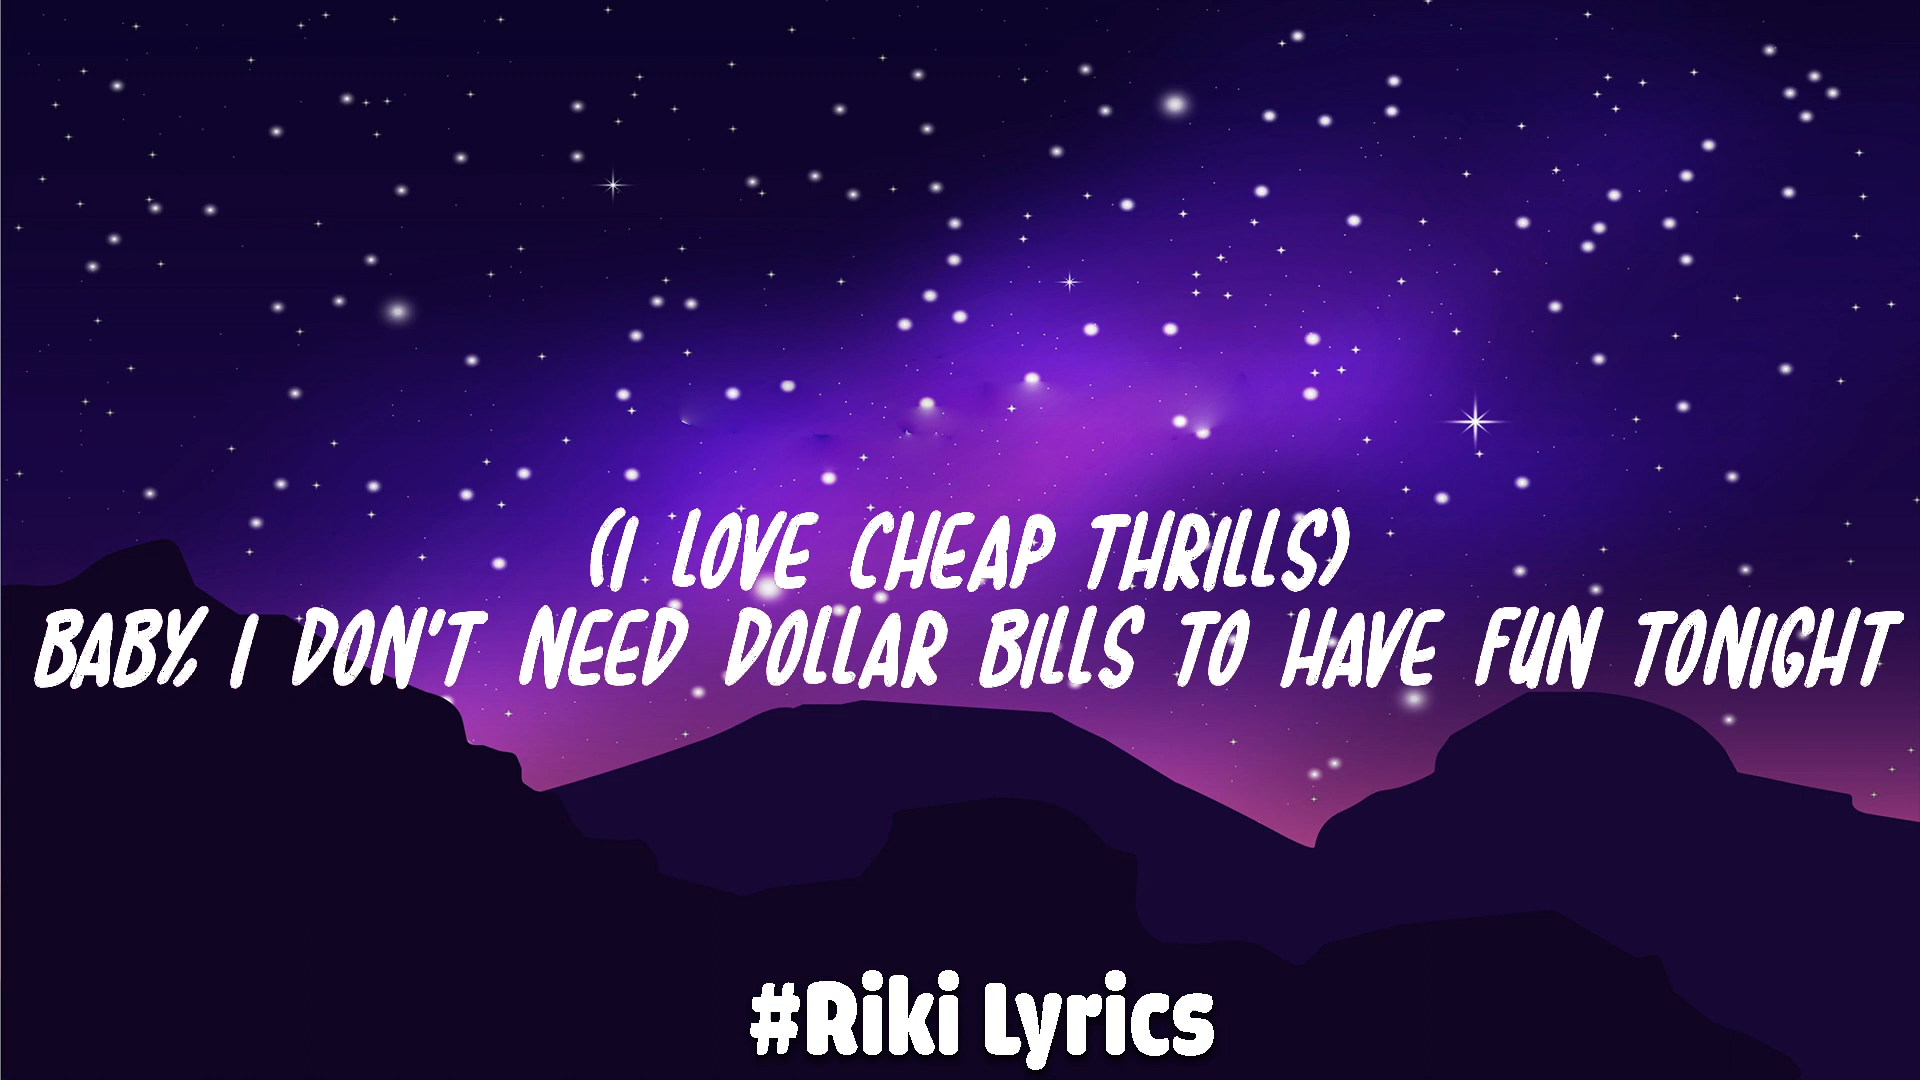 (I LOVE CHEAP THRILLS)
BABY, I DON'T NEED DOLLAR BILLS TO HAVE FUN TONIGHT
#Riki Lyrics